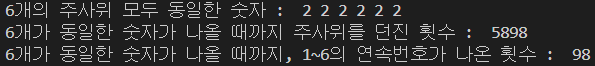 6개의 주사위 모두 동일한 숫자 :  2 2 2 2 2 2
6개가 동일한 숫자가 나올 때까지 주사위를 던진 횟수 :  5898
6개가 동일한 숫자가 나올 때까지, 1~6의 연속번호가 나온 횟수 :  98